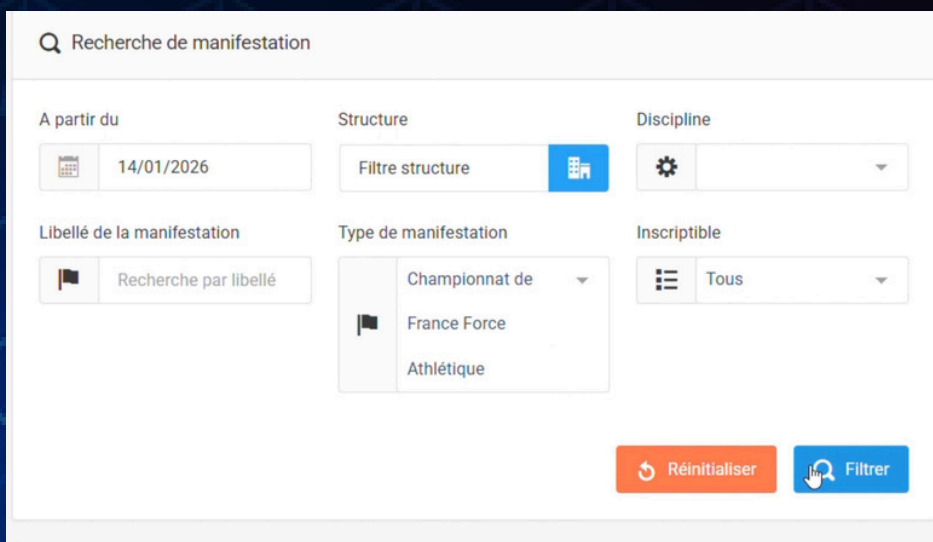 Recherche de manifestation
A partir du
Structure
Discipline
14/01/2026
Filtre structure
Libellé de la manifestation
Type de manifestation
Inscriptible
Recherche par libellé
Championnat de
France Force
Athlétique
Tous
Réinitialiser
Filtrer